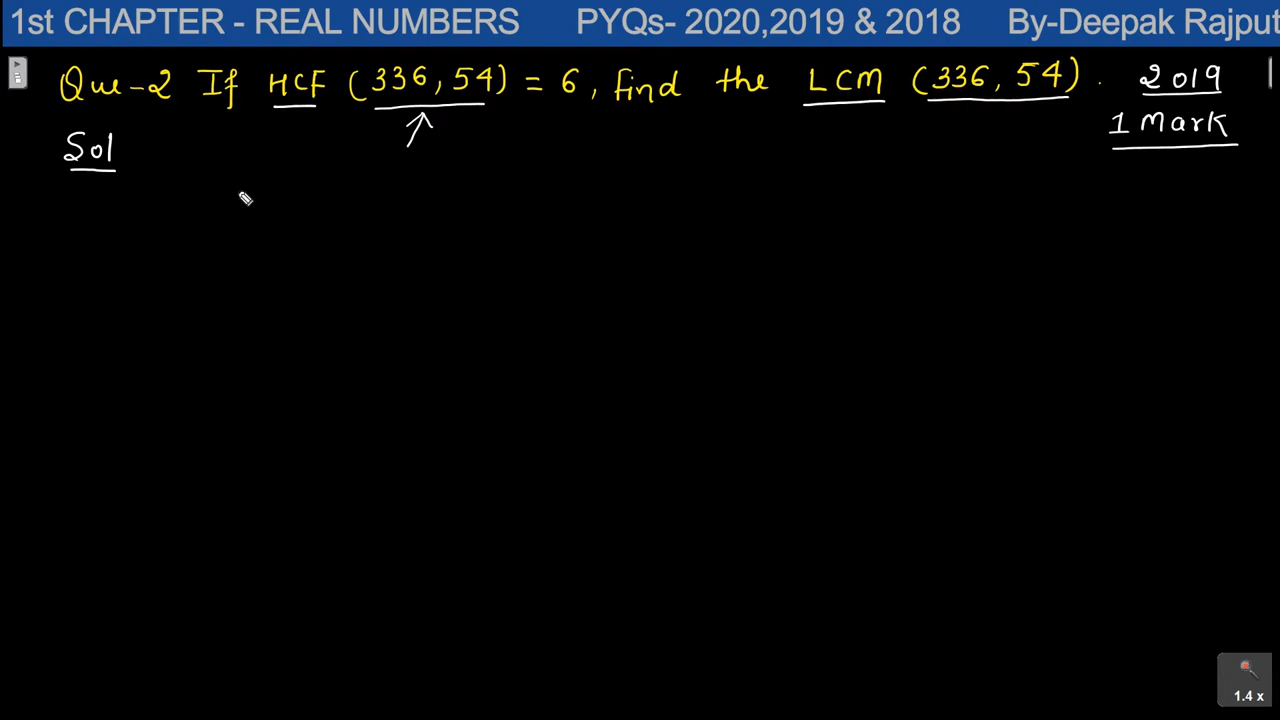 1st CHAPTER - REAL NUMBERS PYQs- 2020,2019 & 2018 By-Deepak Rajput
Que-2 If HCF (336, 54) = 6, find the LCM (336, 54). 2019
1 Mark
Sol
1.4 x